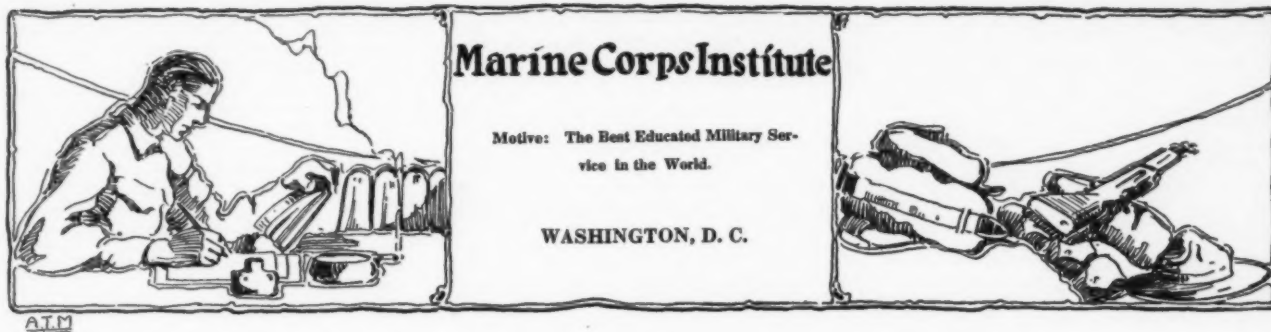 Marine Corps Institute
Motive: The Best Educated Military Ser-
vice in the World.
WASHINGTON, D. C.
A.T.M